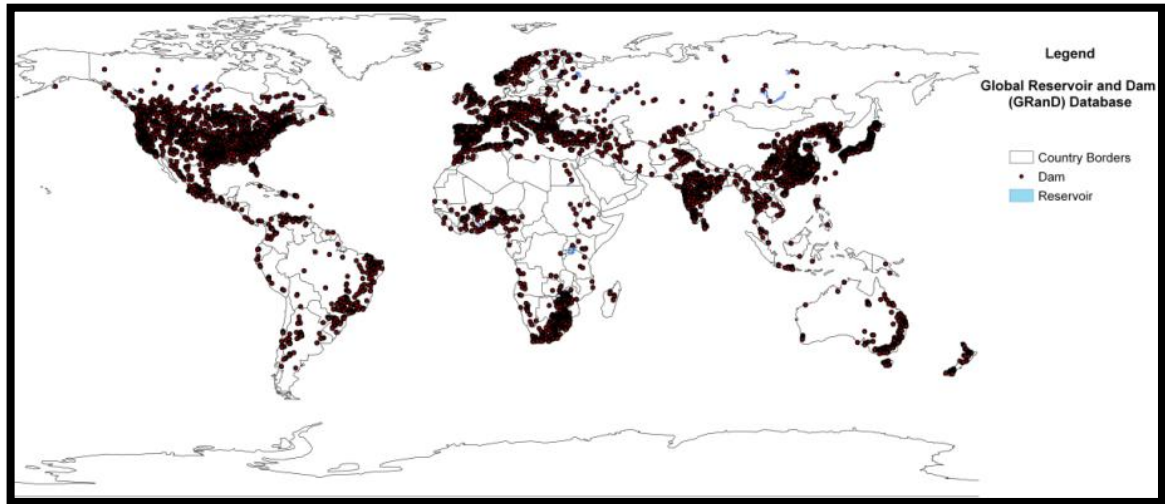 Legend
Global Reservoir and Dam
(GRanD) Database
Country Borders
Dam
Reservoir